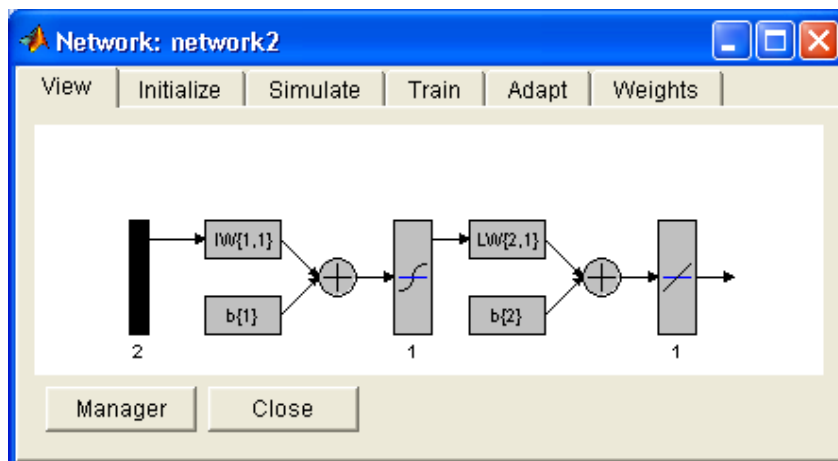 Network: network2
View Initialize Simulate Train Adapt Weights
IW{1,1} LW{2,1}
b{1} b{2}
2 1 1
Manager Close